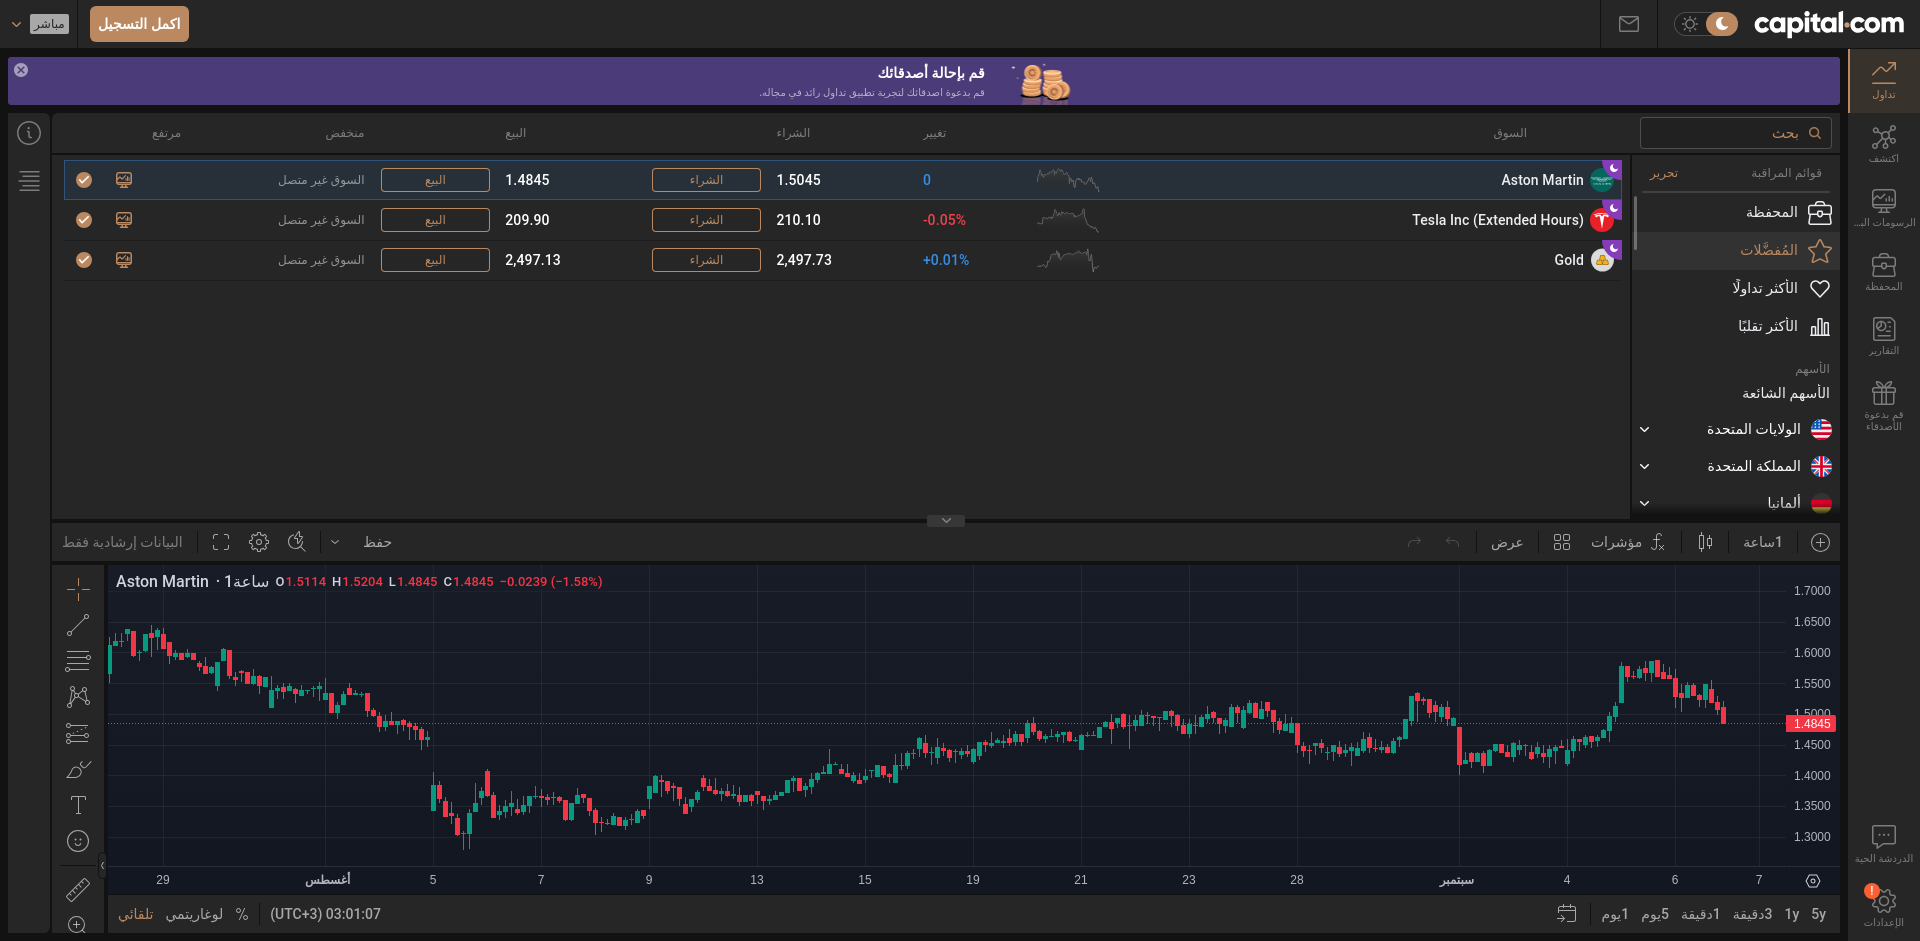 capital.com
اكمل التسجيل
مباشر
قم بإحالة أصدقائك
قم بدعوة اصدقائك لتجربة تطبيق تداول رائد في مجاله.
تداول
اكتشف
الرسومات الب...
المحفظة
التقارير
قم بدعوة
الأصدقاء
الدردشة الحية
!
الإعدادات
بحث
السوق
تغيير
الشراء
البيع
منخفض
مرتفع
قوائم المراقبة
تحرير
المحفظة
المُفضَّلات
الأكثر تداولًا
الأكثر تقلبًا
الأسهم
الأسهم الشائعة
الولايات المتحدة
المملكة المتحدة
ألمانيا
Aston Martin 0 1.5045 الشراء 1.4845 البيع السوق غير متصل
Tesla Inc (Extended Hours) -0.05% 210.10 الشراء 209.90 البيع السوق غير متصل
Gold +0.01% 2,497.73 الشراء 2,497.13 البيع السوق غير متصل
1ساعة
مؤشرات
عرض
حفظ
البيانات إرشادية فقط
Aston Martin · 1ساعة O1.5114 H1.5204 L1.4845 C1.4845 −0.0239 (−1.58%)
1.7000
1.6500
1.6000
1.5500
1.5000
1.4845
1.4500
1.4000
1.3500
1.3000
29 أغسطس 5 7 9 13 15 19 21 23 28 سبتمبر 4 6 7
تلقائي لوغاريتمي % 03:01:07 (UTC+3)
1يوم 5يوم 1دقيقة 3دقيقة 1y 5y